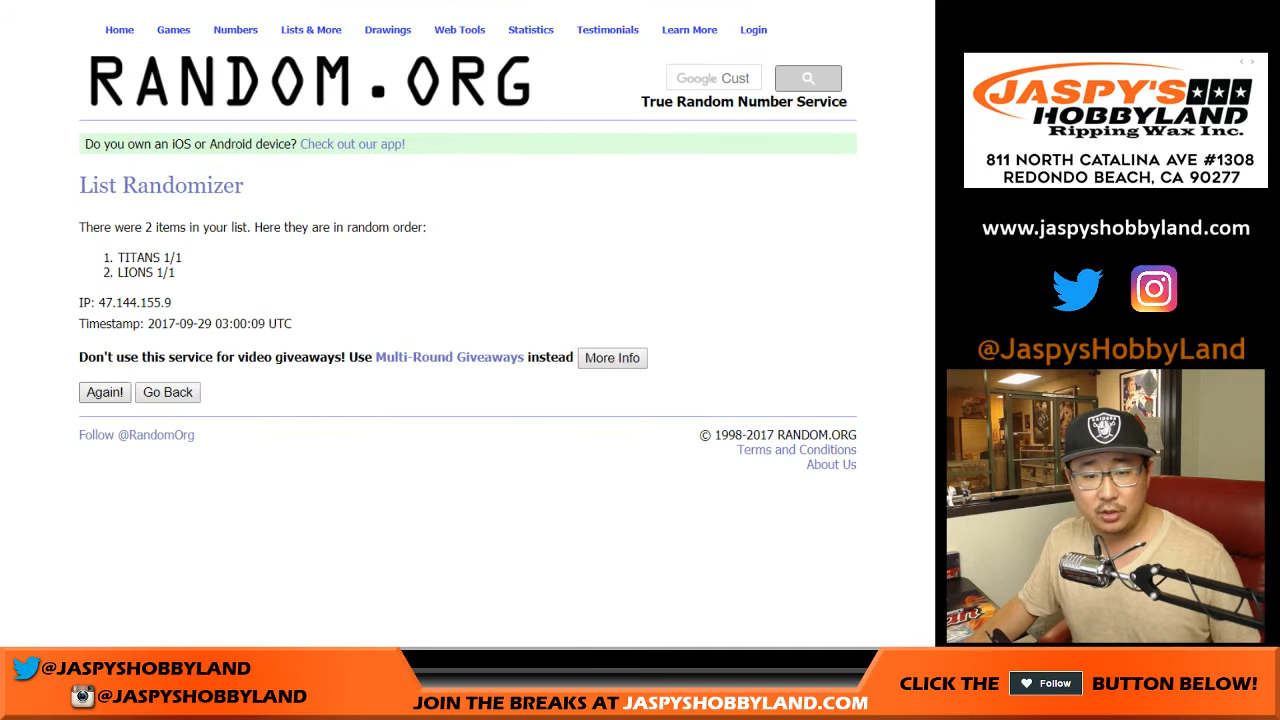 Home Games Numbers Lists & More Drawings Web Tools Statistics Testimonials Learn More Login
RANDOM.ORG
Google Cust
True Random Number Service
Do you own an iOS or Android device? Check out our app!
List Randomizer
There were 2 items in your list. Here they are in random order:
1. TITANS 1/1
2. LIONS 1/1
IP: 47.144.155.9
Timestamp: 2017-09-29 03:00:09 UTC
Don't use this service for video giveaways! Use Multi-Round Giveaways instead More Info
Again! Go Back
Follow @RandomOrg
© 1998-2017 RANDOM.ORG
Terms and Conditions
About Us
JASPY'S
HOBBYLAND
Ripping Wax Inc.
811 NORTH CATALINA AVE #1308
REDONDO BEACH, CA 90277
www.jaspyshobbyland.com
@JaspysHobbyLand
RAIDERS
@JASPYSHOBBYLAND
@JASPYSHOBBYLAND
JOIN THE BREAKS AT JASPYSHOBBYLAND.COM
CLICK THE Follow BUTTON BELOW!